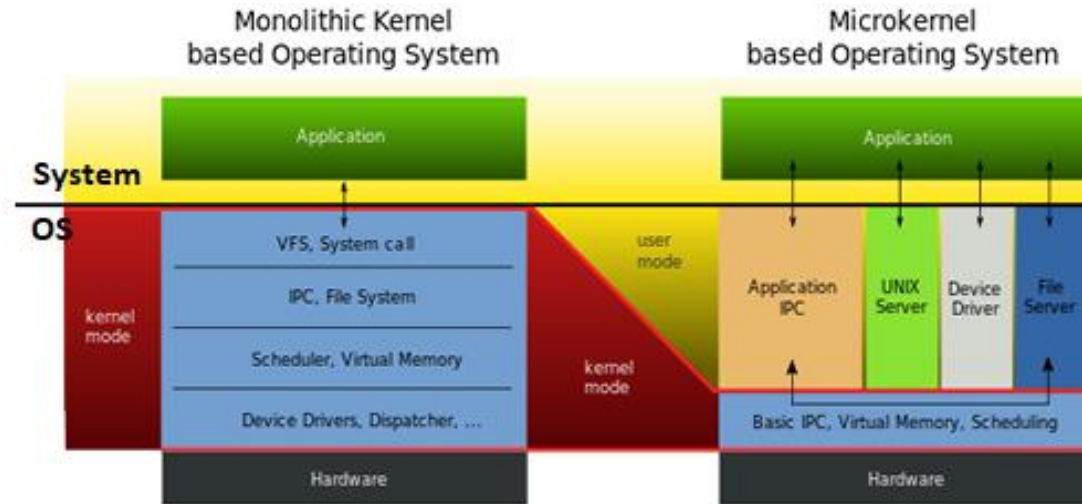 Monolithic Kernel
based Operating System
Microkernel
based Operating System
Application
Application
System
OS
kernel
mode
VFS, System call
IPC, File System
Scheduler, Virtual Memory
Device Drivers, Dispatcher, ...
Hardware
user
mode
kernel
mode
Application
IPC
UNIX
Server
Device
Driver
File
Server
Basic IPC, Virtual Memory, Scheduling
Hardware